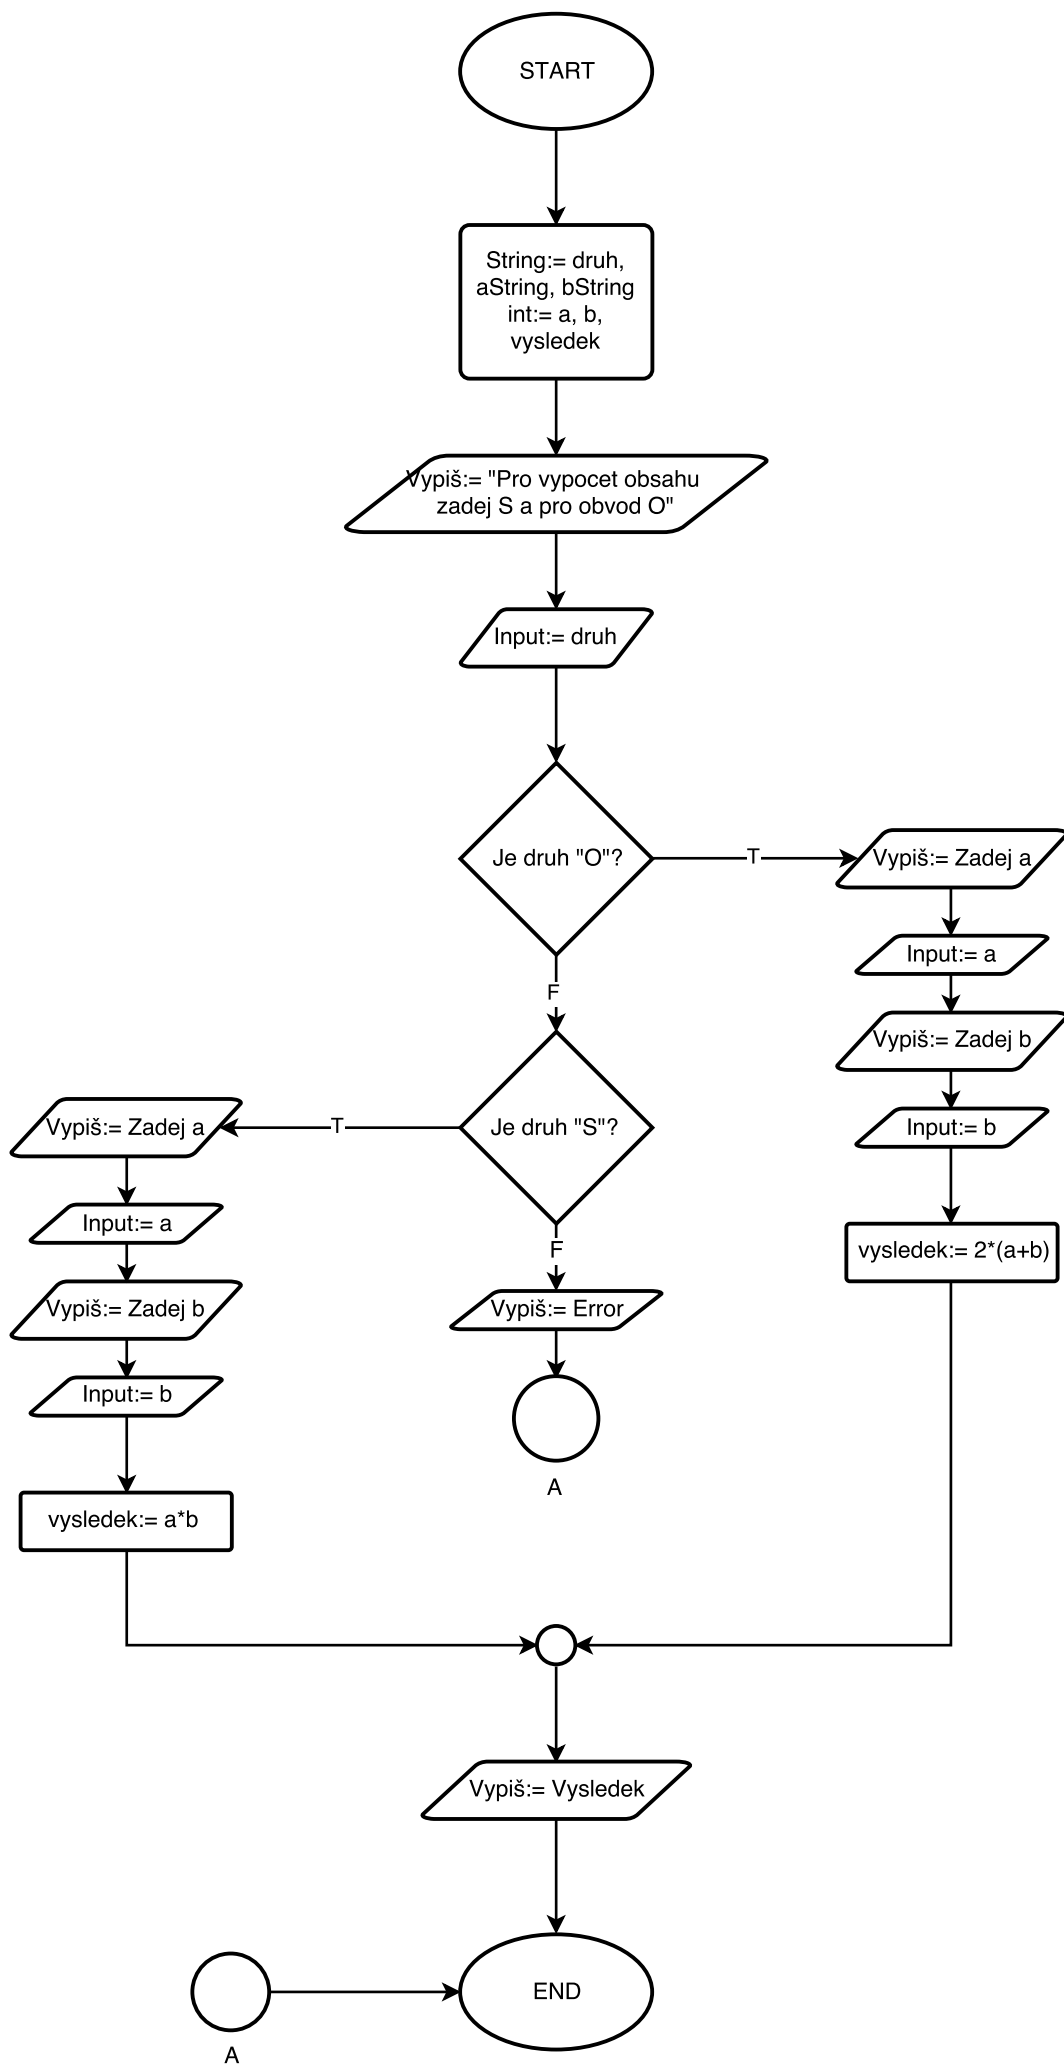 START
String:= druh,
aString, bString
int:= a, b,
vysledek
Vypiš:= "Pro vypocet obsahu
zadej S a pro obvod O"
Input:= druh
Je druh "O"?
T
Vypiš:= Zadej a
Input:= a
Vypiš:= Zadej b
Input:= b
vysledek:= 2*(a+b)
F
Je druh "S"?
T
Vypiš:= Zadej a
Input:= a
Vypiš:= Zadej b
Input:= b
vysledek:= a*b
F
Vypiš:= Error
A
Vypiš:= Vysledek
END
A